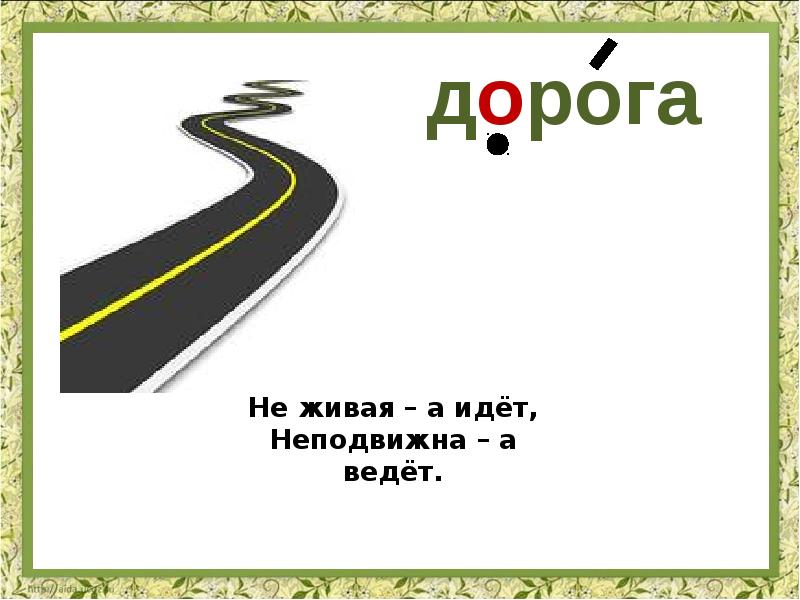 дорога
Не живая – а идёт,
Неподвижна – а
ведёт.